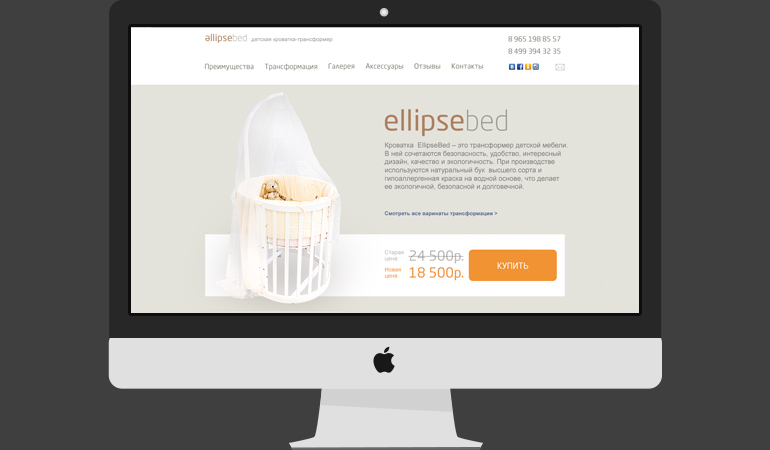 ellipsebed детская кроватка-трансформер
8 965 198 85 57
8 499 394 32 35
Преимущества Трансформация Галерея Аксессуары Отзывы Контакты
ellipsebed
Кроватка EllipseBed – это трансформер детской мебели.
В ней сочетаются безопасность, удобство, интересный
дизайн, качество и экологичность. При производстве
используются натуральный бук высшего сорта и
гипоаллергенная краска на водной основе, что делает
ее экологичной, безопасной и долговечной.
Смотреть все варинаты трансформации >
Старая
цена
24 500р.
Новая
цена
18 500р.
КУПИТЬ